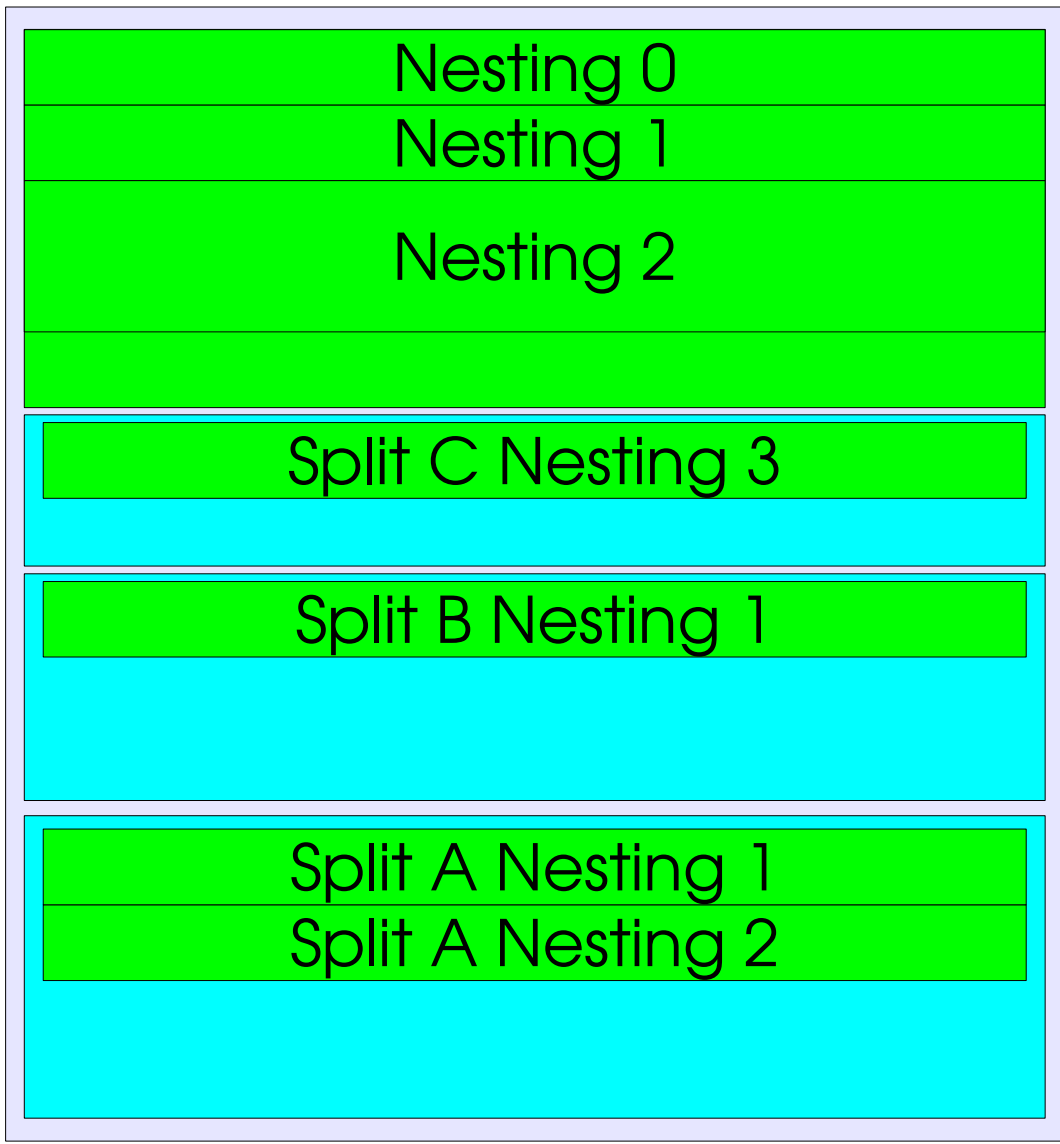 Nesting 0
Nesting 1
Nesting 2
Split C Nesting 3
Split B Nesting 1
Split A Nesting 1
Split A Nesting 2